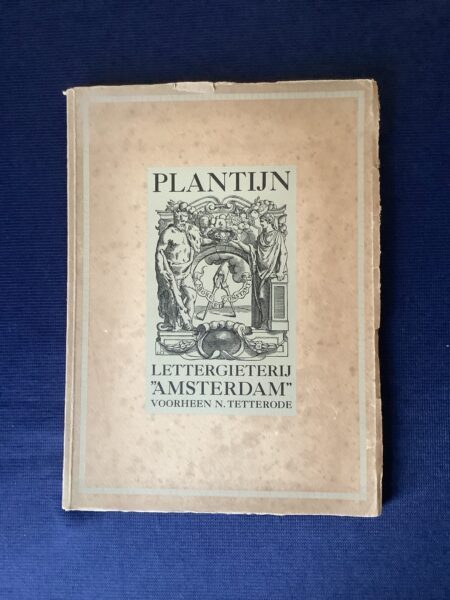 PLANTIJN
LETTERGIETERIJ
"AMSTERDAM"
VOORHEEN N. TETTERODE